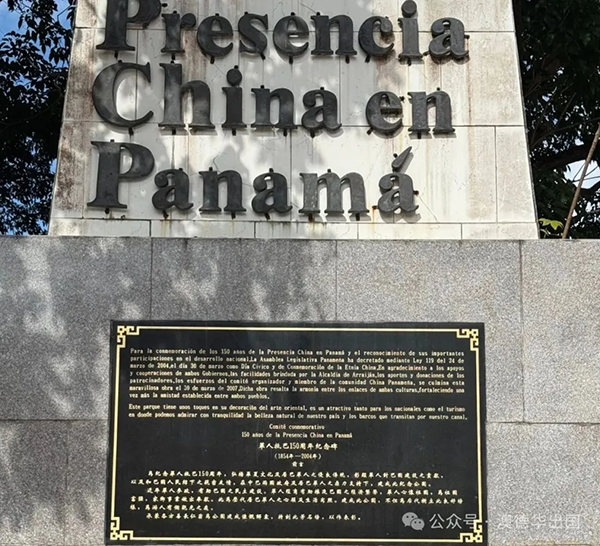 Presencia
China en
Panamá
Para la conmemoración de los 150 años de la Presencia China en Panamá y el reconocimiento de sus importantes
participaciones en el desarrollo nacional.La Asamblea Legislativa Panamena ha decretado mediante Ley 119 del 24 de
marzo de 2004,el día 30 de marzo como Día Cívico y de Conmemoración de la Etnia China,En agradecimiento a los apoyos
y cooperaciones de ambos Gobiernos,las facilidades brindada por la Alcaldía de Arraiján,los aportes y donaciones de los
patrocinadores,los esfuerzos del comité organizador y miembro de la comunidad China Panameña, se culmina esta
maravillosa obra el 30 de marzo de 2007.Dicha obra resalta la armonía entre los enlaces de ambas culturas,fortaleciendo una
vez más la amistad establecida entre ambos pueblos.
Este parque tiene unos toques en su decoración del arte oriental, es un atractivo tanto para los nacionales como el turismo
en donde podemos admirar con tranquilidad la belleza natural de nuestro país y los barcos que transitan por nuestro canal.
Comité conmemorativo
150 años de la Presencia China en Panamá
華人抵巴150周年紀念碑
(1854年—2004年)
前言
公众号 · 澳德华出国